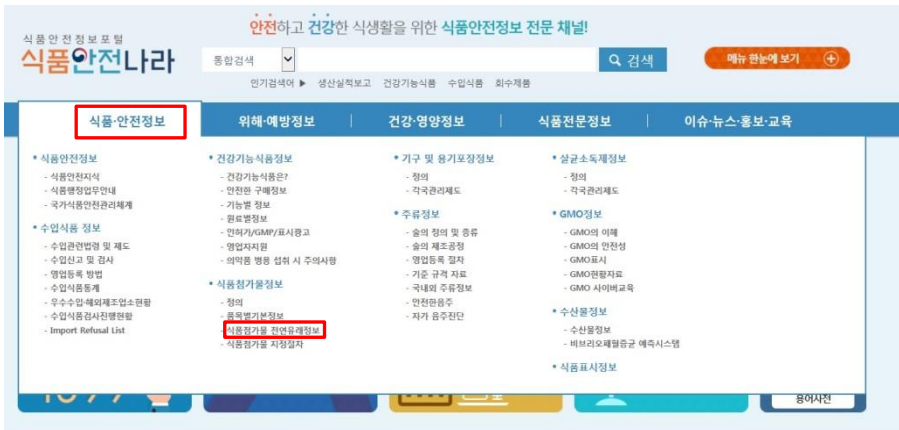 안전하고 건강한 식생활을 위한 식품안전정보 전문 채널!
식품안전정보포털
식품안전나라
통합검색
검색
메뉴 한눈에 보기
인기검색어 ▶ 생산실적보고 건강기능식품 수입식품 회수제품
식품·안전정보 위해·예방정보 건강·영양정보 식품전문정보 이슈·뉴스·홍보·교육
• 식품안전정보
- 식품안전지식
- 식품행정업무안내
- 국가식품안전관리체계
• 수입식품 정보
- 수입관련법령 및 제도
- 수입신고 및 검사
- 영업등록 방법
- 수입식품통계
- 우수수입·해외제조업소현황
- 수입식품검사진행현황
- Import Refusal List
• 건강기능식품정보
- 건강기능식품은?
- 안전한 구매정보
- 기능별 정보
- 원료별정보
- 인허가/GMP/표시광고
- 영업자지원
- 의약품 병용 섭취 시 주의사항
• 식품첨가물정보
- 정의
- 품목별기본정보
- 식품첨가물 천연유래정보
- 식품첨가물 지정절차
• 기구 및 용기포장정보
- 정의
- 각국관리제도
• 주류정보
- 술의 정의 및 종류
- 술의 제조공정
- 영업등록 절차
- 기준 규격 자료
- 국내외 주류정보
- 안전한음주
- 자가 음주진단
• 살균소독제정보
- 정의
- 각국관리제도
• GMO정보
- GMO의 이해
- GMO의 안전성
- GMO표시
- GMO현황자료
- GMO 사이버교육
• 수산물정보
- 수산물정보
- 비브리오패혈증균 예측시스템
• 식품표시정보
용어사전